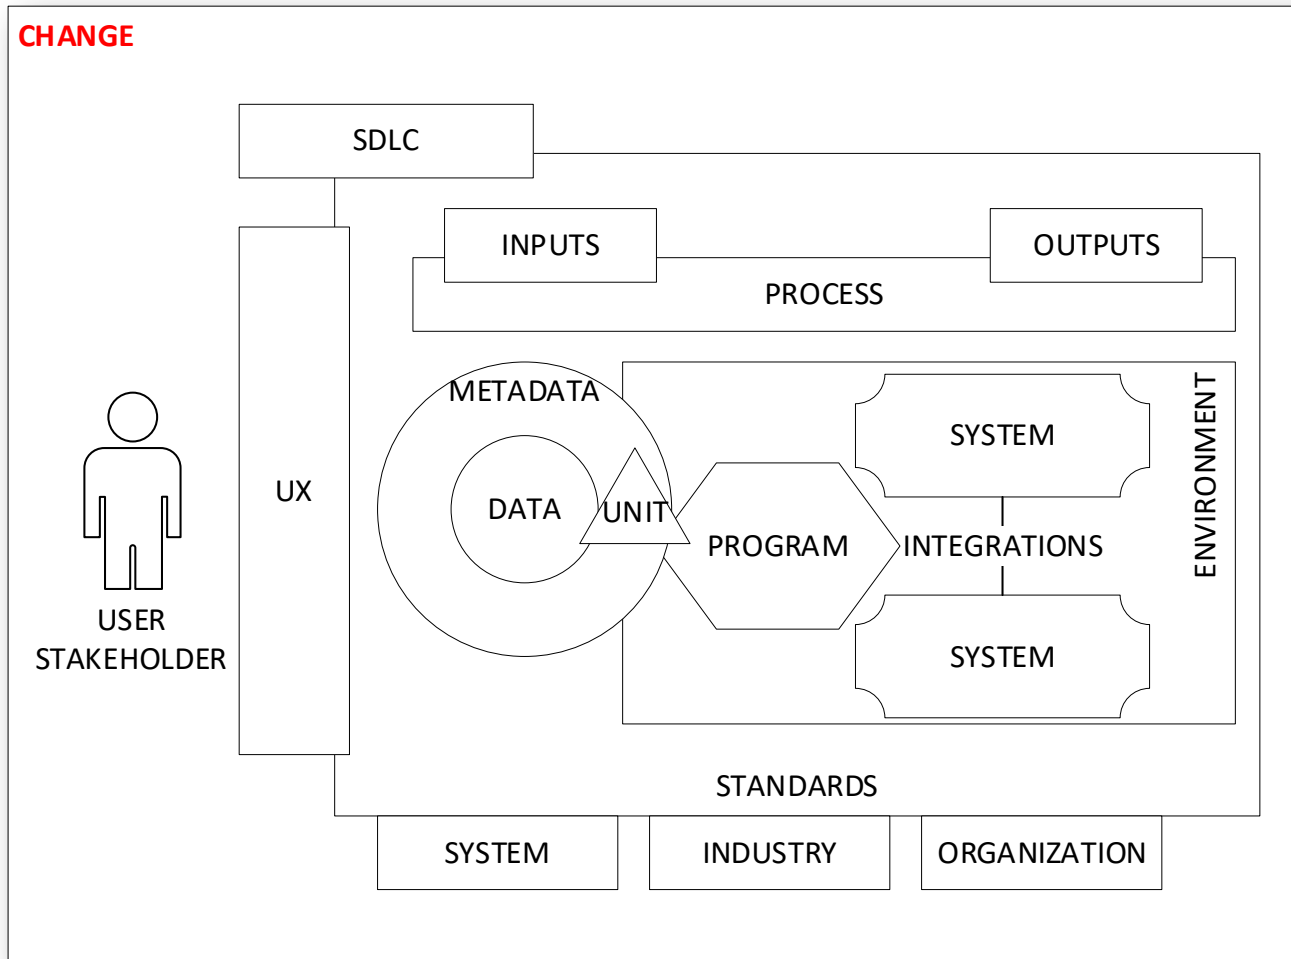 CHANGE
SDLC
INPUTS
OUTPUTS
PROCESS
METADATA
DATA
UNIT
PROGRAM
SYSTEM
INTEGRATIONS
SYSTEM
ENVIRONMENT
UX
USER
STAKEHOLDER
STANDARDS
SYSTEM
INDUSTRY
ORGANIZATION